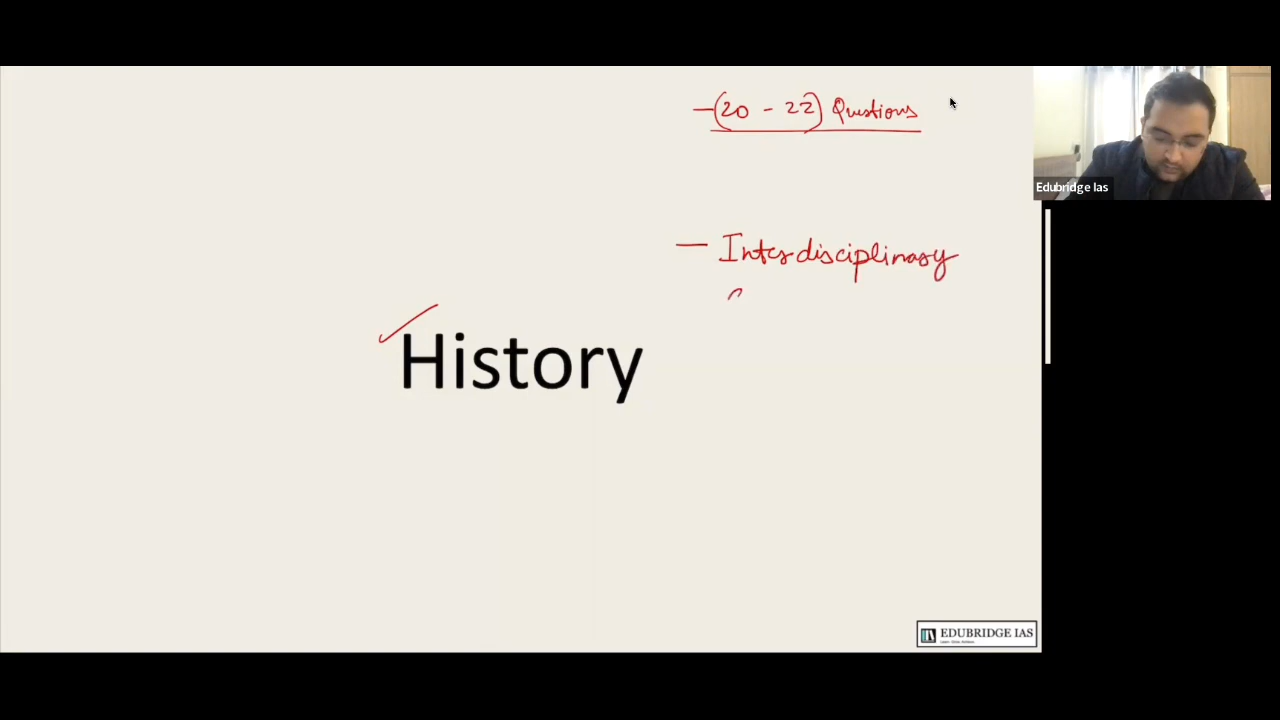 -(20 - 22) Questions
Edubridge Ias
- Interdisciplinary
History
EDUBRIDGE IAS